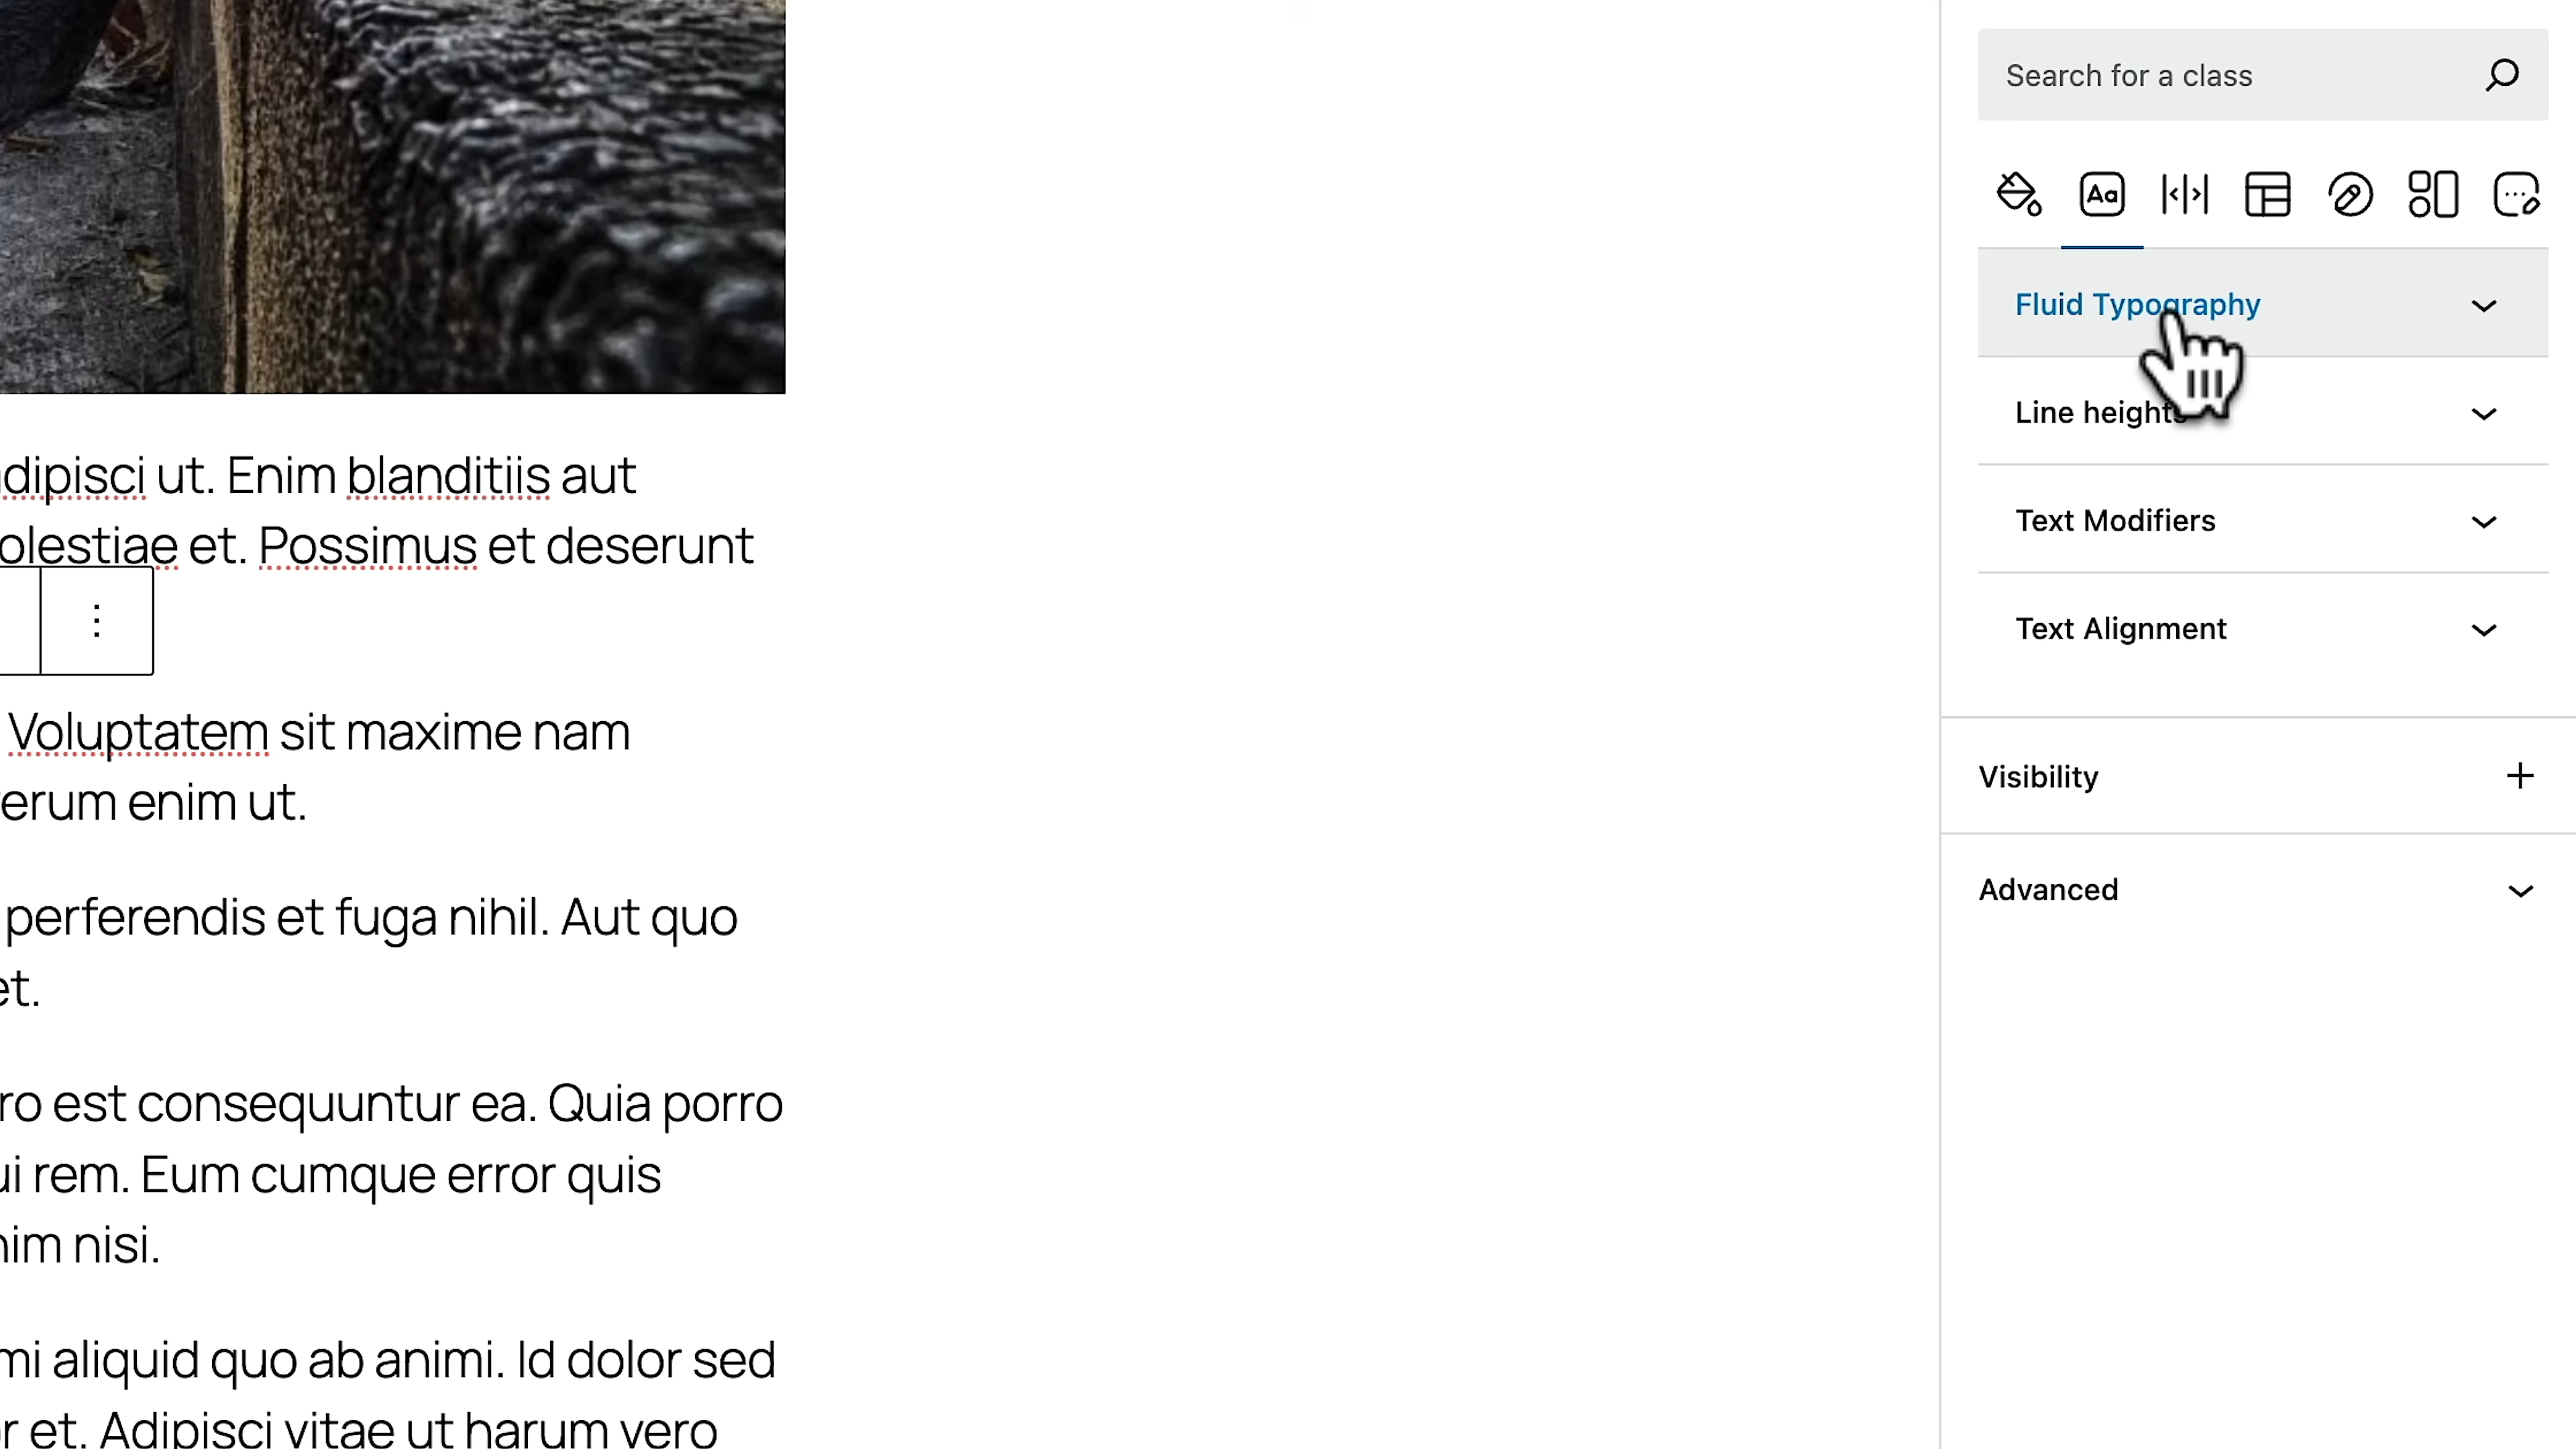 Search for a class
Aa
Fluid Typography
Line heights
Text Modifiers
Text Alignment
Visibility
Advanced
dipisci ut. Enim blanditiis aut
olestiae et. Possimus et deserunt
Voluptatem sit maxime nam
erum enim ut.
perferendis et fuga nihil. Aut quo
et.
ro est consequuntur ea. Quia porro
ui rem. Eum cumque error quis
nim nisi.
mi aliquid quo ab animi. Id dolor sed
r et. Adipisci vitae ut harum vero